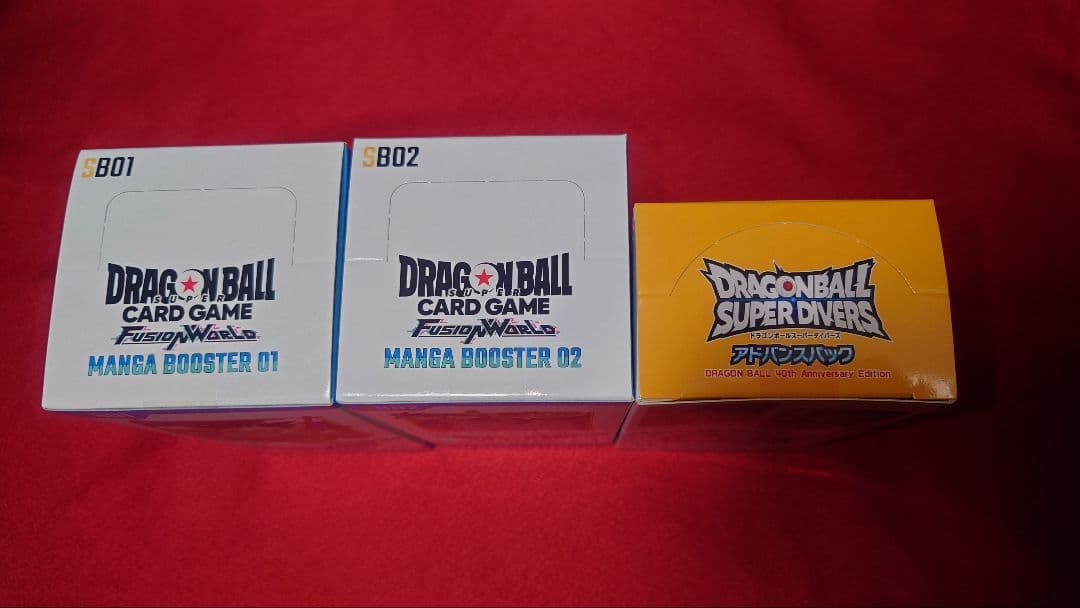 SB01
DRAGON BALL
SUPER
CARD GAME
FUSION WORLD
MANGA BOOSTER 01
SB02
DRAGON BALL
SUPER
CARD GAME
FUSION WORLD
MANGA BOOSTER 02
DRAGONBALL
SUPER DIVERS
ドラゴンボールスーパーダイバーズ
アドバンスパック
DRAGON BALL 40th Anniversary Edition